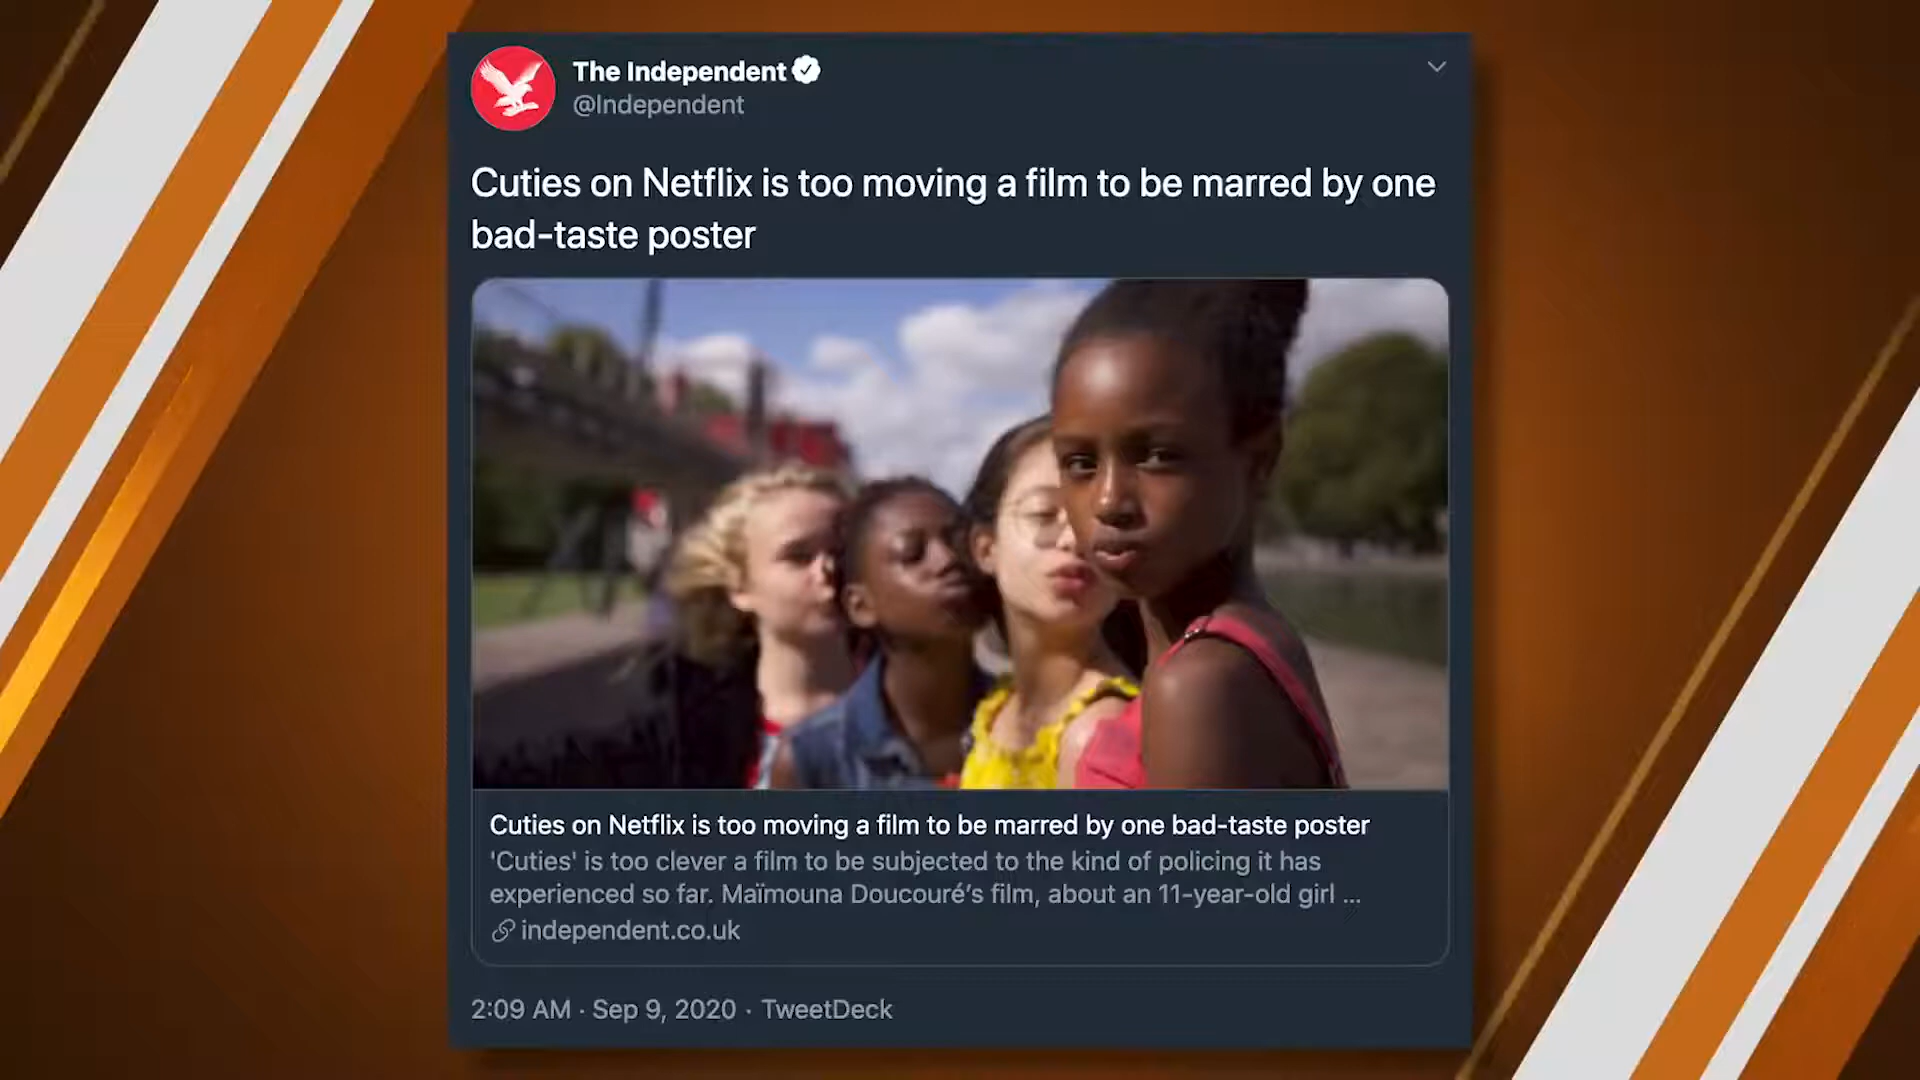 The Independent
@Independent
Cuties on Netflix is too moving a film to be marred by one
bad-taste poster
Cuties on Netflix is too moving a film to be marred by one bad-taste poster
'Cuties' is too clever a film to be subjected to the kind of policing it has
experienced so far. Maïmouna Doucouré’s film, about an 11-year-old girl ...
independent.co.uk
2:09 AM · Sep 9, 2020 · TweetDeck